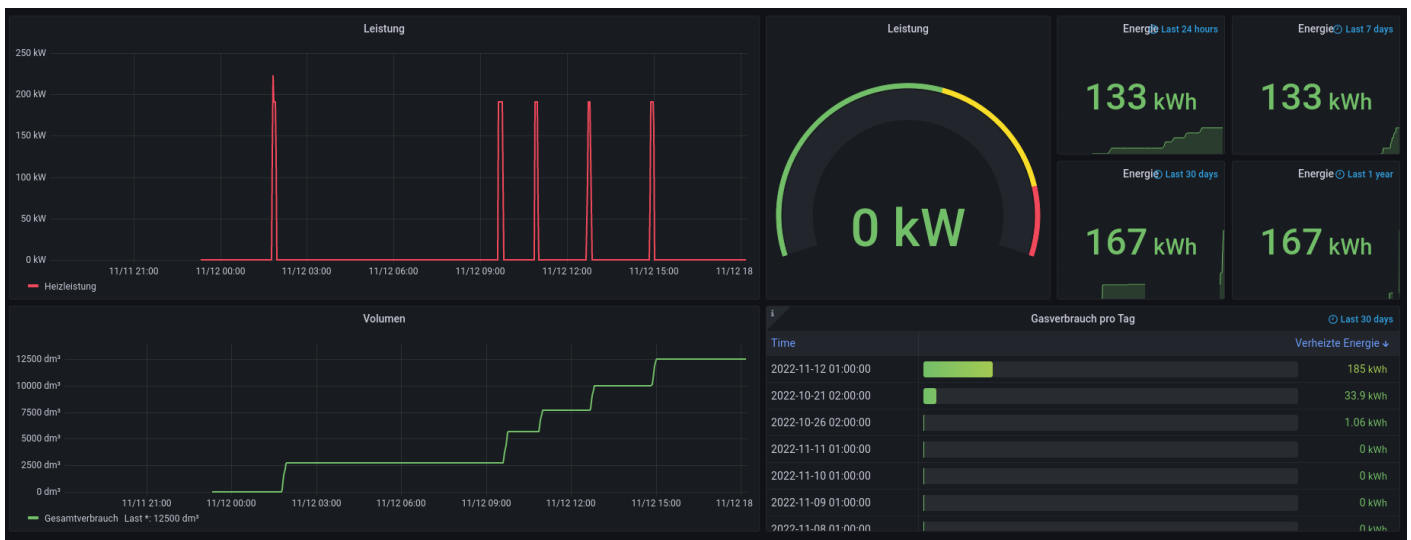 Leistung
250 kW
200 kW
150 kW
100 kW
50 kW
0 kW
11/11 21:00 11/12 00:00 11/12 03:00 11/12 06:00 11/12 09:00 11/12 12:00 11/12 15:00 11/12 18
Heizleistung
Leistung
0 kW
Energie Last 24 hours
133 kWh
Energie Last 7 days
133 kWh
Energie Last 30 days
167 kWh
Energie Last 1 year
167 kWh
Volumen
12500 dm³
10000 dm³
7500 dm³
5000 dm³
2500 dm³
0 dm³
11/11 21:00 11/12 00:00 11/12 03:00 11/12 06:00 11/12 09:00 11/12 12:00 11/12 15:00 11/12 18
Gesamtverbrauch Last *: 12500 dm³
i
Gasverbrauch pro Tag Last 30 days
Time Verheizte Energie ↓
2022-11-12 01:00:00 185 kWh
2022-10-21 02:00:00 33.9 kWh
2022-10-26 02:00:00 1.06 kWh
2022-11-11 01:00:00 0 kWh
2022-11-10 01:00:00 0 kWh
2022-11-09 01:00:00 0 kWh
2022-11-08 01:00:00 0 kWh